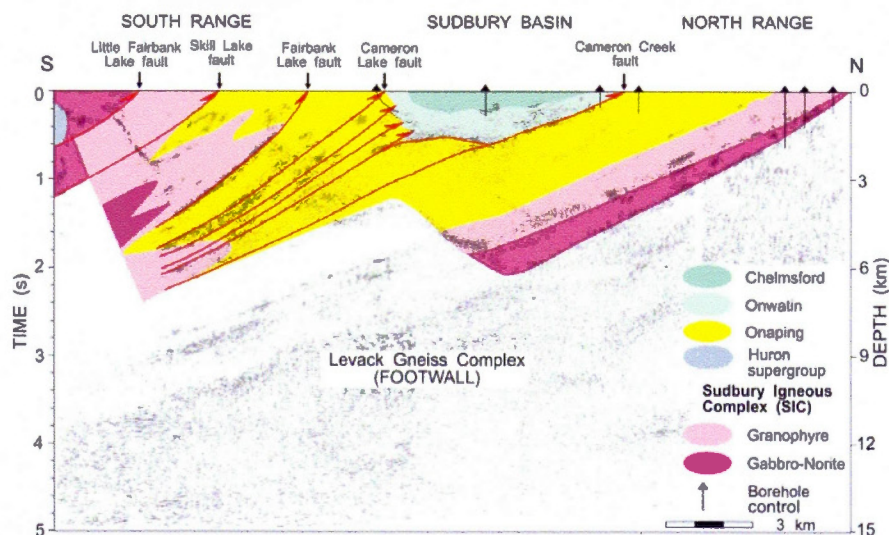 SOUTH RANGE
SUDBURY BASIN
NORTH RANGE
Little Fairbank
Lake fault
Skill Lake
fault
Fairbank
Lake fault
Cameron
Lake fault
Cameron Creek
fault
S
N
0
1
2
3
4
5
TIME (s)
0
3
6
9
12
15
DEPTH (km)
Levack Gneiss Complex
(FOOTWALL)
Chelmsford
Onwatin
Onaping
Huron
supergroup
Sudbury Igneous
Complex (SIC)
Granophyre
Gabbro-Norite
Borehole
control
3 km